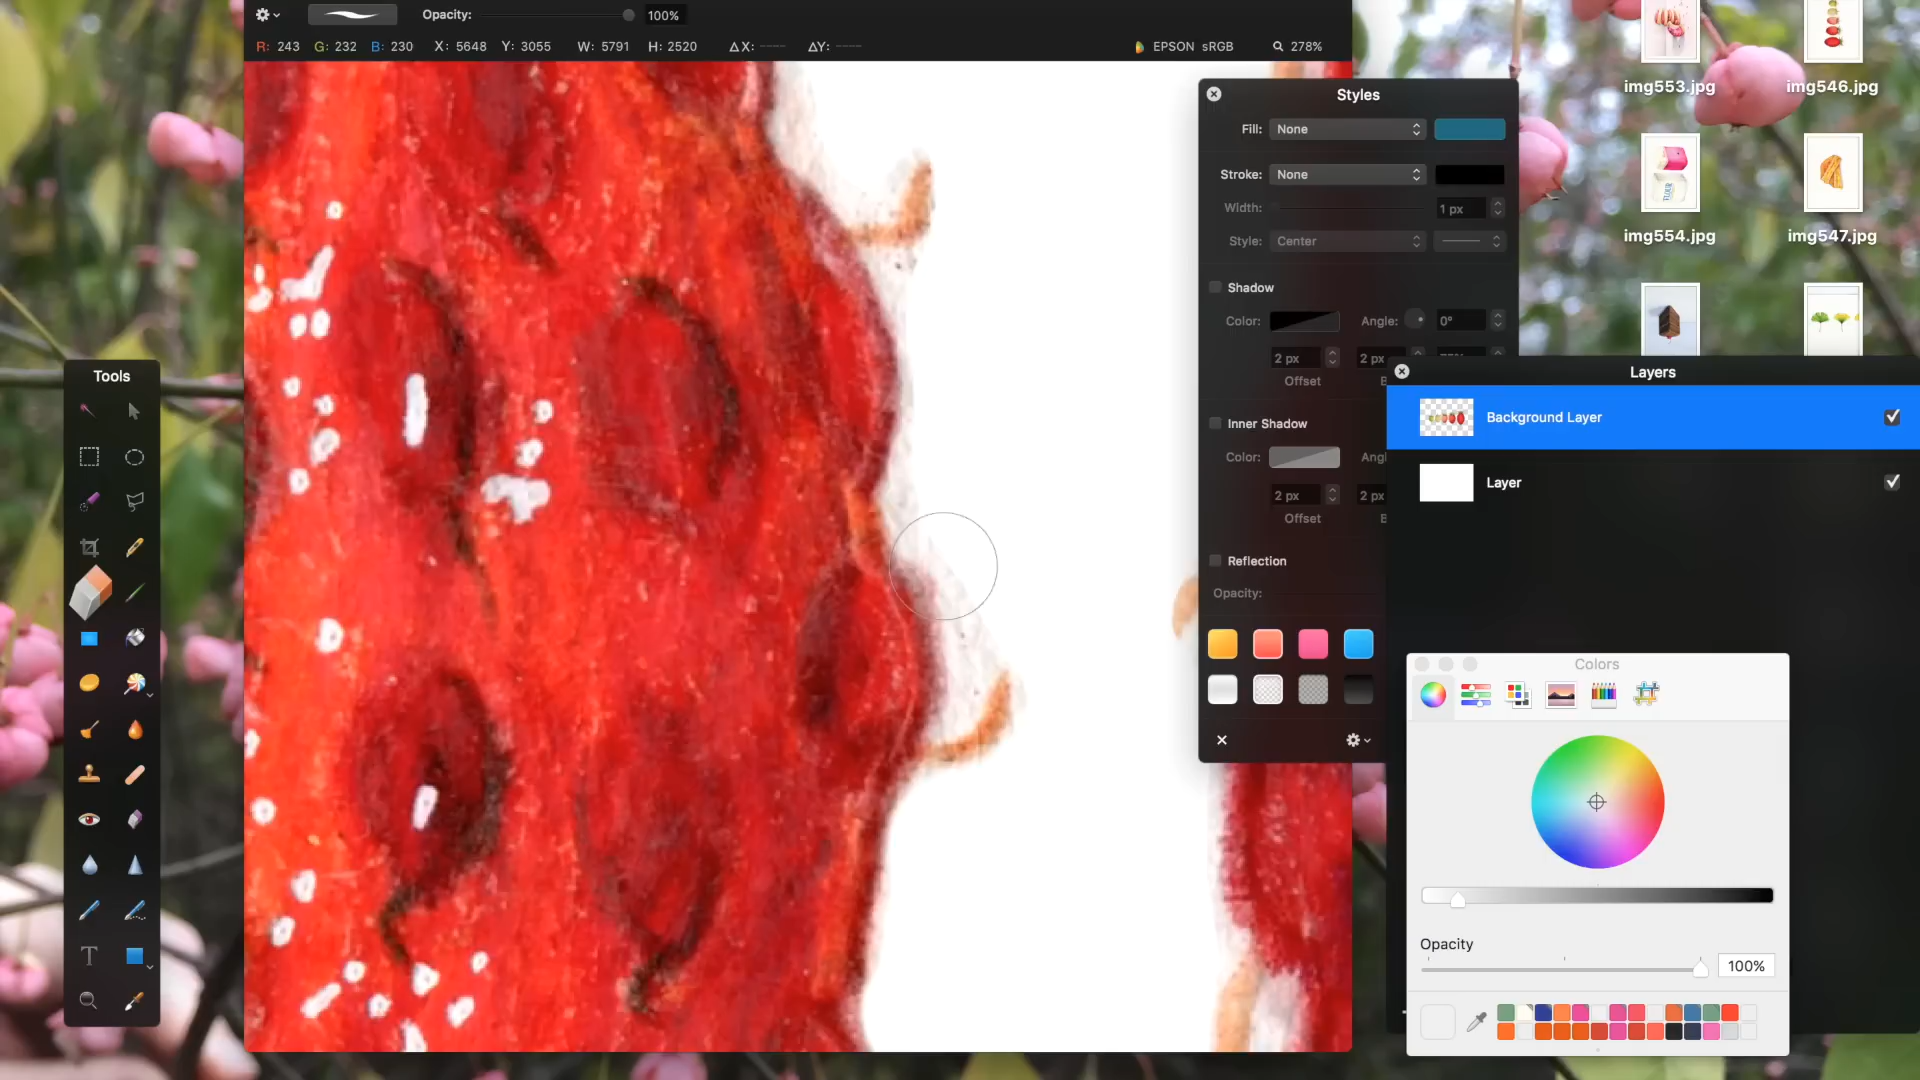 Opacity: 100%
R: 243 G: 232 B: 230 X: 5648 Y: 3055 W: 5791 H: 2520 ΔX: ---- ΔY: ---- EPSON sRGB 278%
img553.jpg img546.jpg
img554.jpg img547.jpg
Tools
T
Styles
Fill: None
Stroke: None
Width: 1 px
Style: Center
Shadow
Color: Angle: 0°
2 px 2 px
Offset
Inner Shadow
Color: Angl
2 px 2 px
Offset
Reflection
Opacity:
Layers
Background Layer
Layer
Colors
Opacity
100%